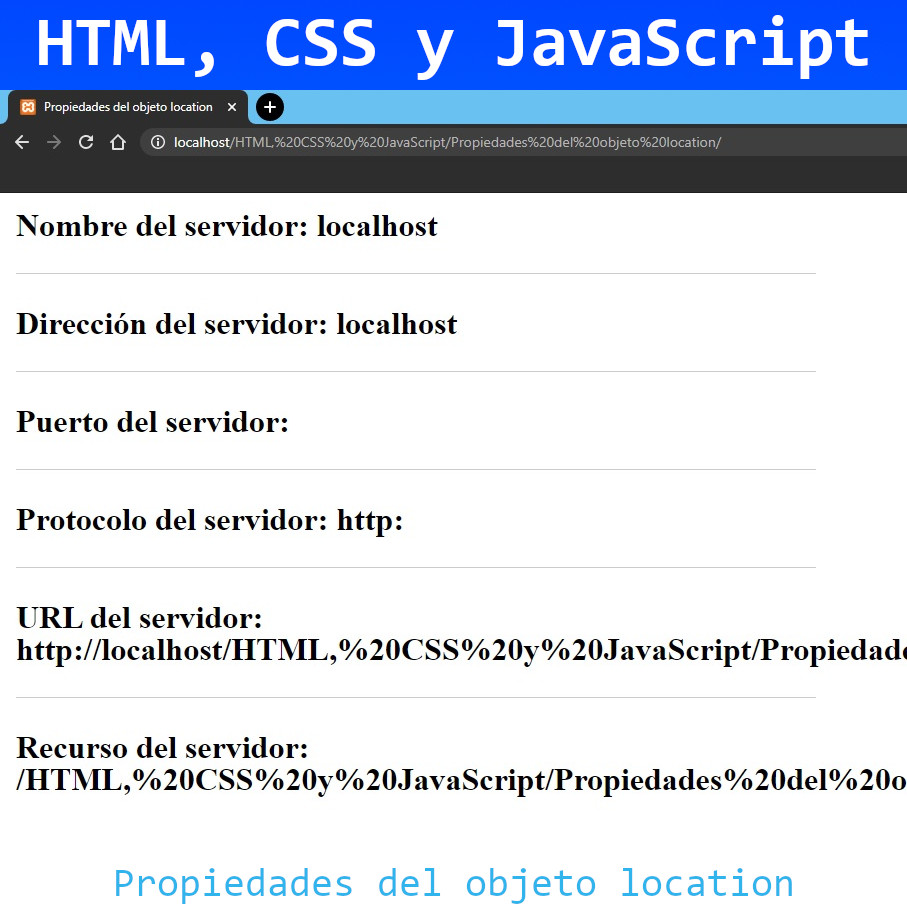 HTML, CSS y JavaScript
Propiedades del objeto location
localhost/HTML,%20CSS%20y%20JavaScript/Propiedades%20del%20objeto%20location/
Nombre del servidor: localhost
Dirección del servidor: localhost
Puerto del servidor:
Protocolo del servidor: http:
URL del servidor:
http://localhost/HTML,%20CSS%20y%20JavaScript/Propiedad
Recurso del servidor:
/HTML,%20CSS%20y%20JavaScript/Propiedades%20del%20o
Propiedades del objeto location